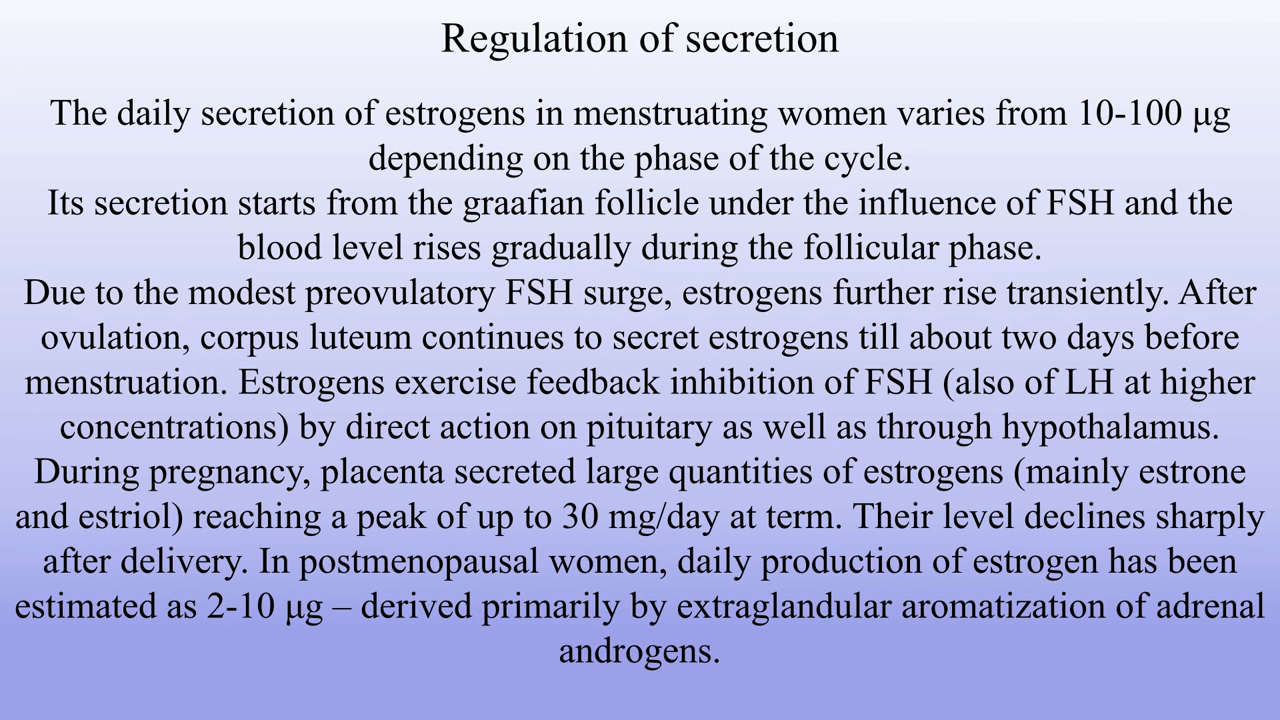 Regulation of secretion
The daily secretion of estrogens in menstruating women varies from 10-100 μg
depending on the phase of the cycle.
Its secretion starts from the graafian follicle under the influence of FSH and the
blood level rises gradually during the follicular phase.
Due to the modest preovulatory FSH surge, estrogens further rise transiently. After
ovulation, corpus luteum continues to secret estrogens till about two days before
menstruation. Estrogens exercise feedback inhibition of FSH (also of LH at higher
concentrations) by direct action on pituitary as well as through hypothalamus.
During pregnancy, placenta secreted large quantities of estrogens (mainly estrone
and estriol) reaching a peak of up to 30 mg/day at term. Their level declines sharply
after delivery. In postmenopausal women, daily production of estrogen has been
estimated as 2-10 μg – derived primarily by extraglandular aromatization of adrenal
androgens.